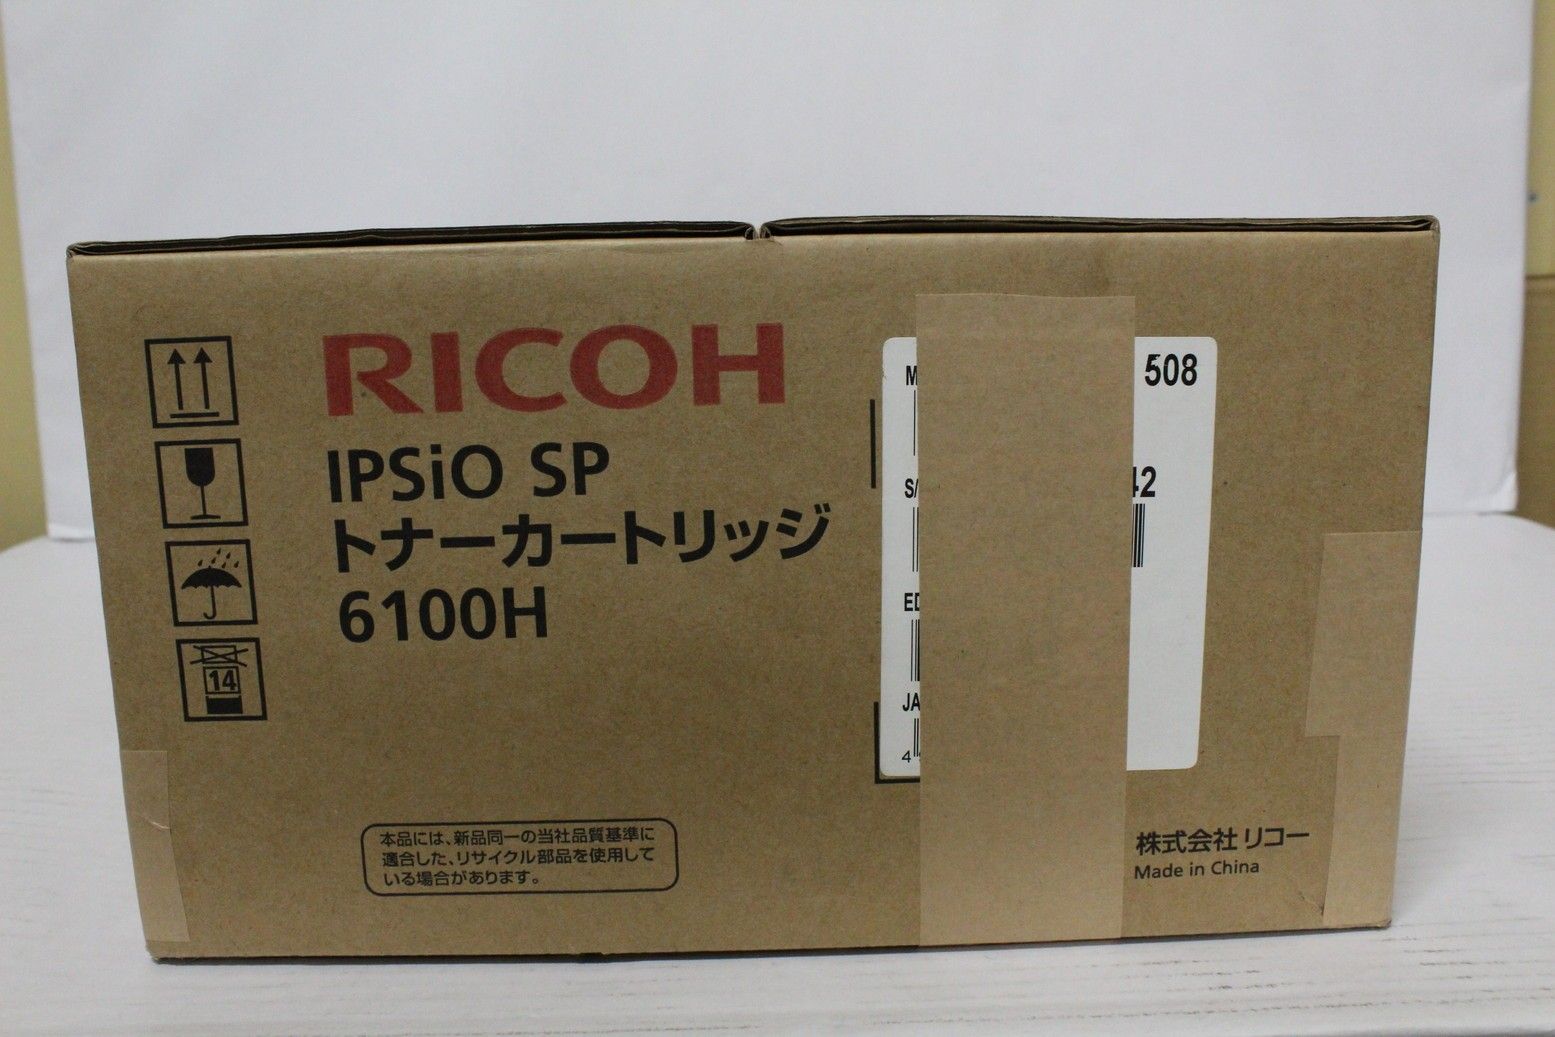 RICOH
IPSiO SP
トナーカートリッジ
6100H
14
508
42
本品には、新品同一の当社品質基準に
適合した、リサイクル部品を使用して
いる場合があります。
株式会社 リコー
Made in China